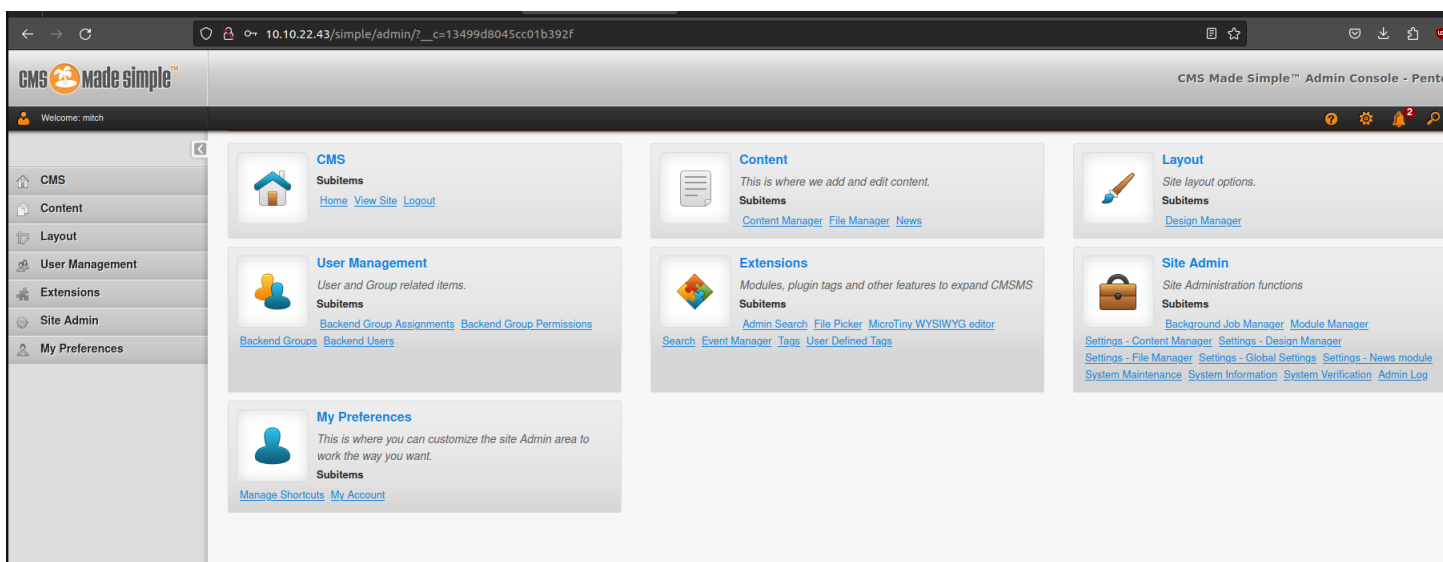 10.10.22.43/simple/admin/?__c=13499d8045cc01b392f
CMS made simple™
CMS Made Simple™ Admin Console - Pent
Welcome: mitch
2
CMS
Content
Layout
User Management
Extensions
Site Admin
My Preferences
CMS
Subitems
Home View Site Logout
Content
This is where we add and edit content.
Subitems
Content Manager File Manager News
Layout
Site layout options.
Subitems
Design Manager
User Management
User and Group related items.
Subitems
Backend Group Assignments Backend Group Permissions
Backend Groups Backend Users
Extensions
Modules, plugin tags and other features to expand CMSMS
Subitems
Admin Search File Picker MicroTiny WYSIWYG editor
Search Event Manager Tags User Defined Tags
Site Admin
Site Administration functions
Subitems
Background Job Manager Module Manager
Settings - Content Manager Settings - Design Manager
Settings - File Manager Settings - Global Settings Settings - News module
System Maintenance System Information System Verification Admin Log
My Preferences
This is where you can customize the site Admin area to
work the way you want.
Subitems
Manage Shortcuts My Account